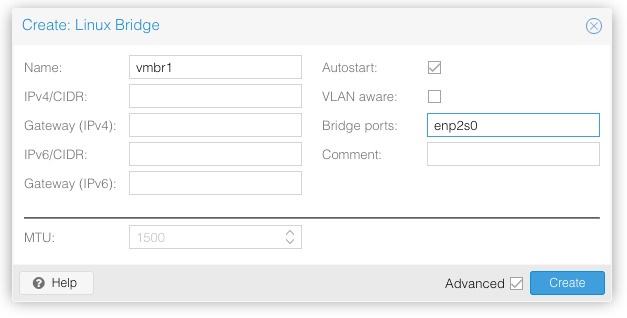 Create: Linux Bridge
Name: vmbr1
Autostart:
IPv4/CIDR:
VLAN aware:
Gateway (IPv4):
Bridge ports: enp2s0
IPv6/CIDR:
Comment:
Gateway (IPv6):
MTU: 1500
? Help
Advanced
Create